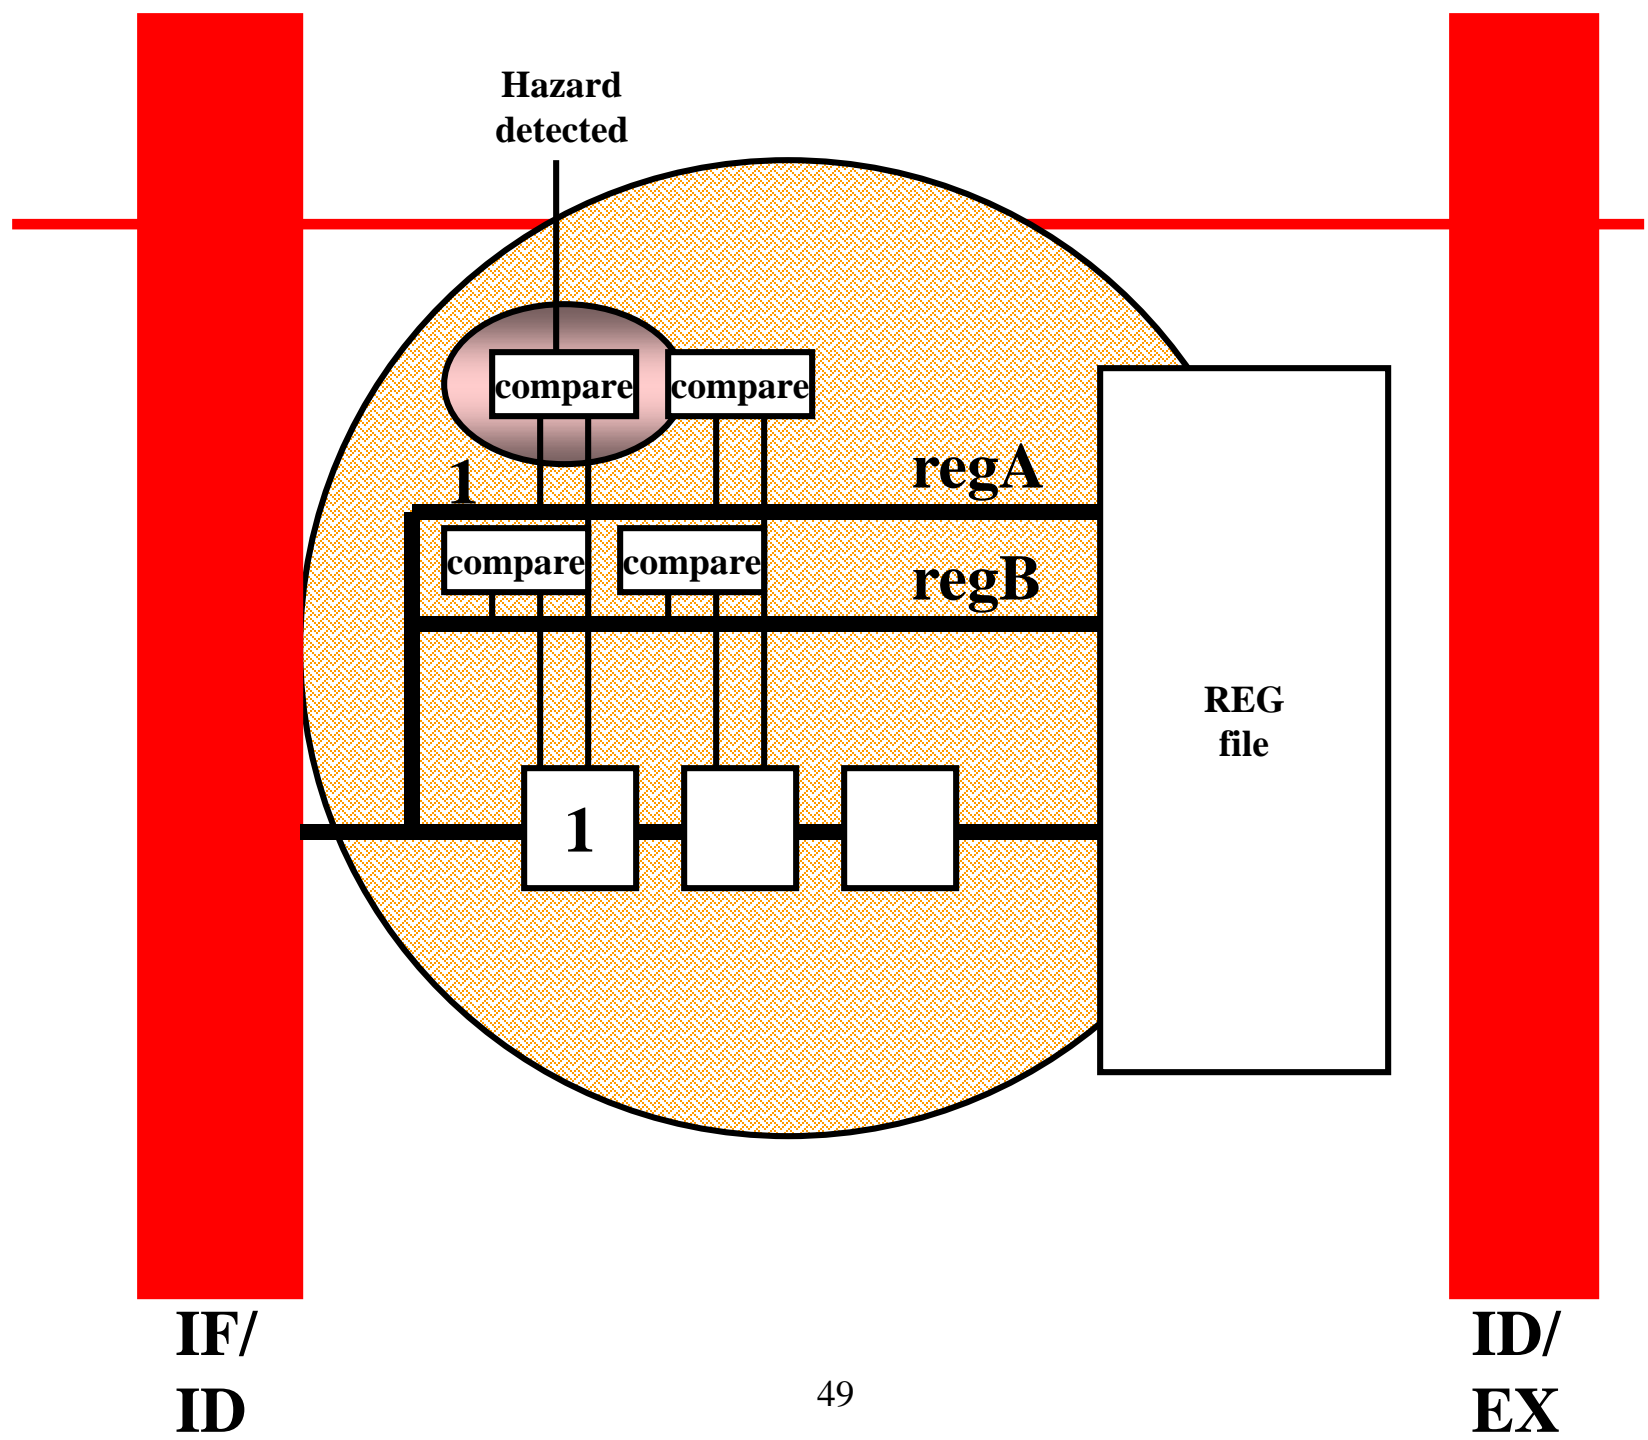 Hazard
detected
compare
compare
1
regA
compare
compare
regB
REG
file
1
IF/
ID
ID/
EX
49